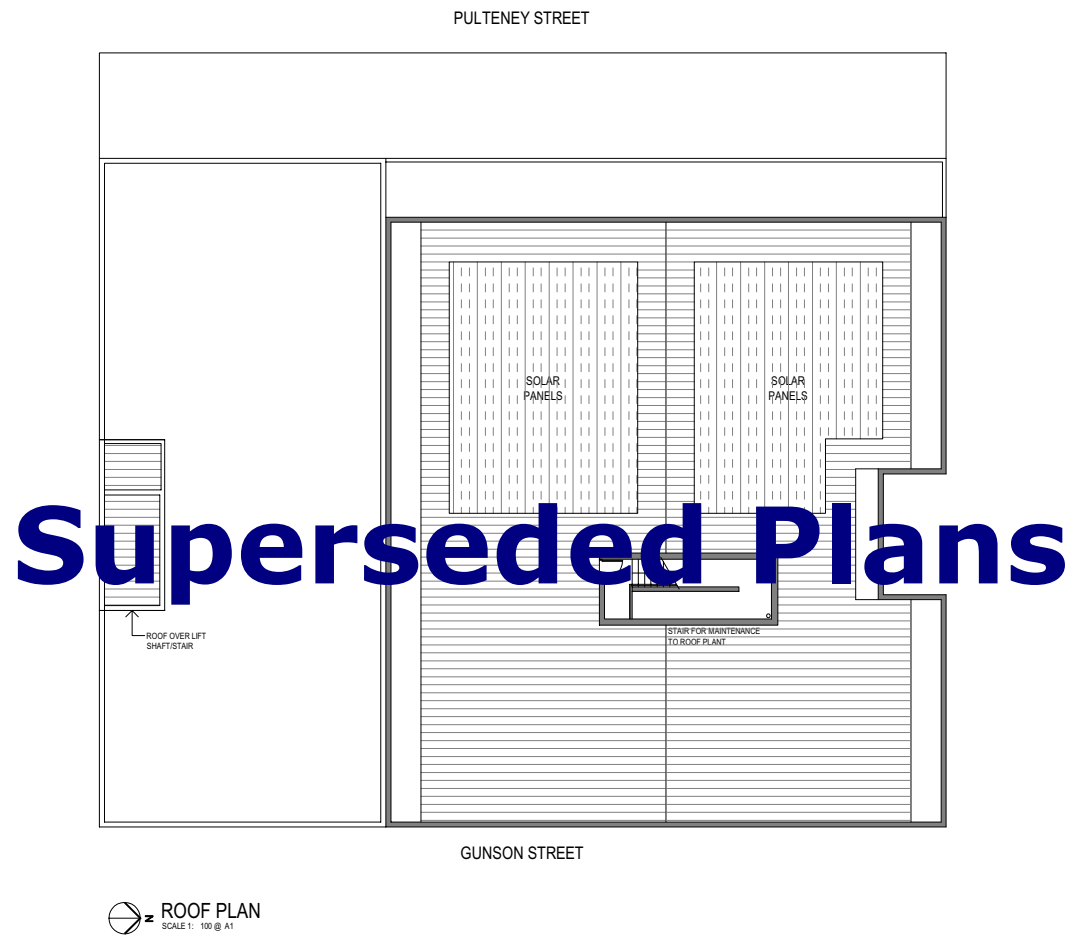 PULTENEY STREET
SOLAR
PANELS
SOLAR
PANELS
Superseded Plans
ROOF OVER LIFT
SHAFT/STAIR
STAIR FOR MAINTENANCE
TO ROOF PLANT
GUNSON STREET
N
ROOF PLAN
SCALE 1: 100 @ A1